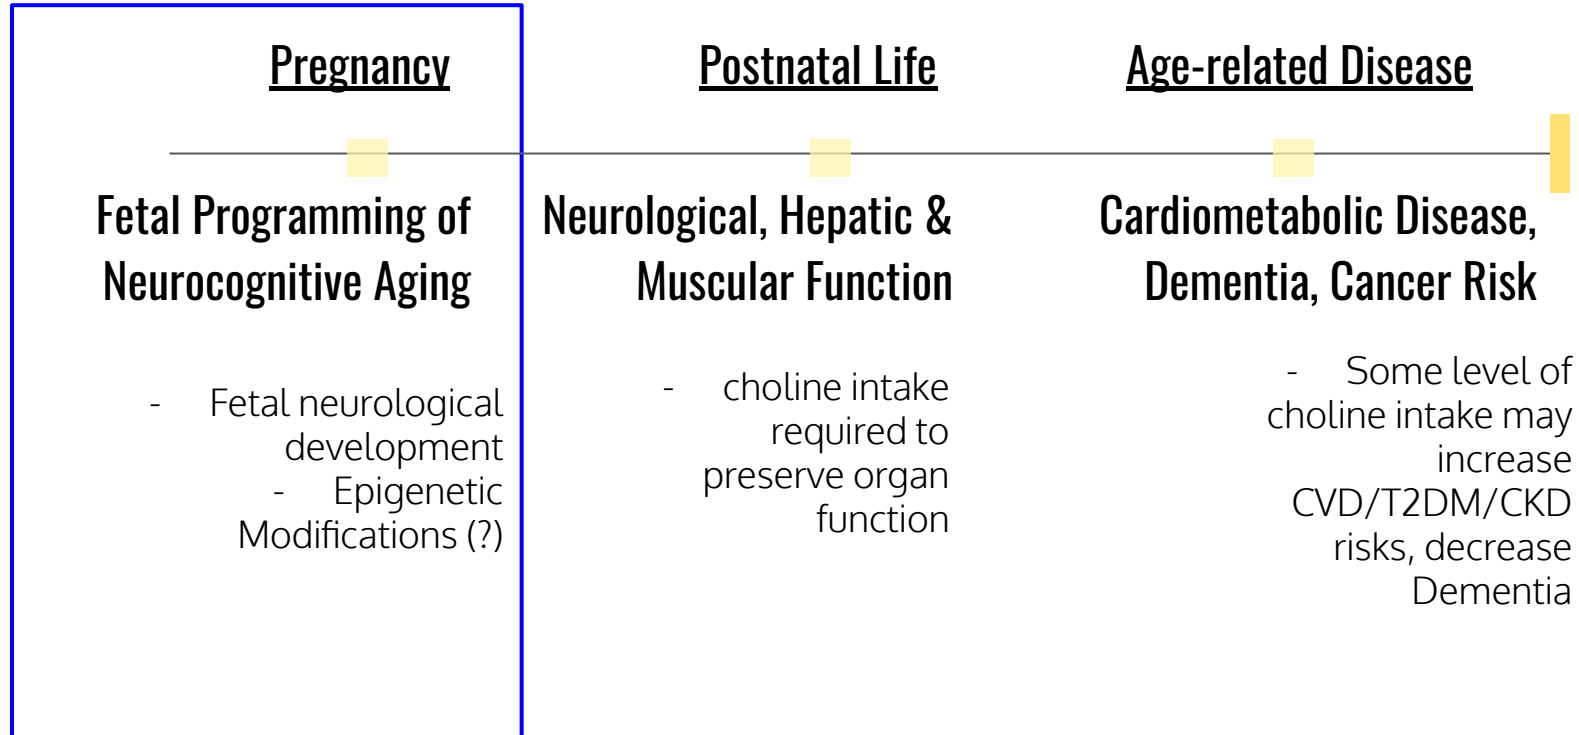 Pregnancy
Fetal Programming of
Neurocognitive Aging
- Fetal neurological
development
- Epigenetic
Modifications (?)
Postnatal Life
Neurological, Hepatic &
Muscular Function
- choline intake
required to
preserve organ
function
Age-related Disease
Cardiometabolic Disease,
Dementia, Cancer Risk
- Some level of
choline intake may
increase
CVD/T2DM/CKD
risks, decrease
Dementia